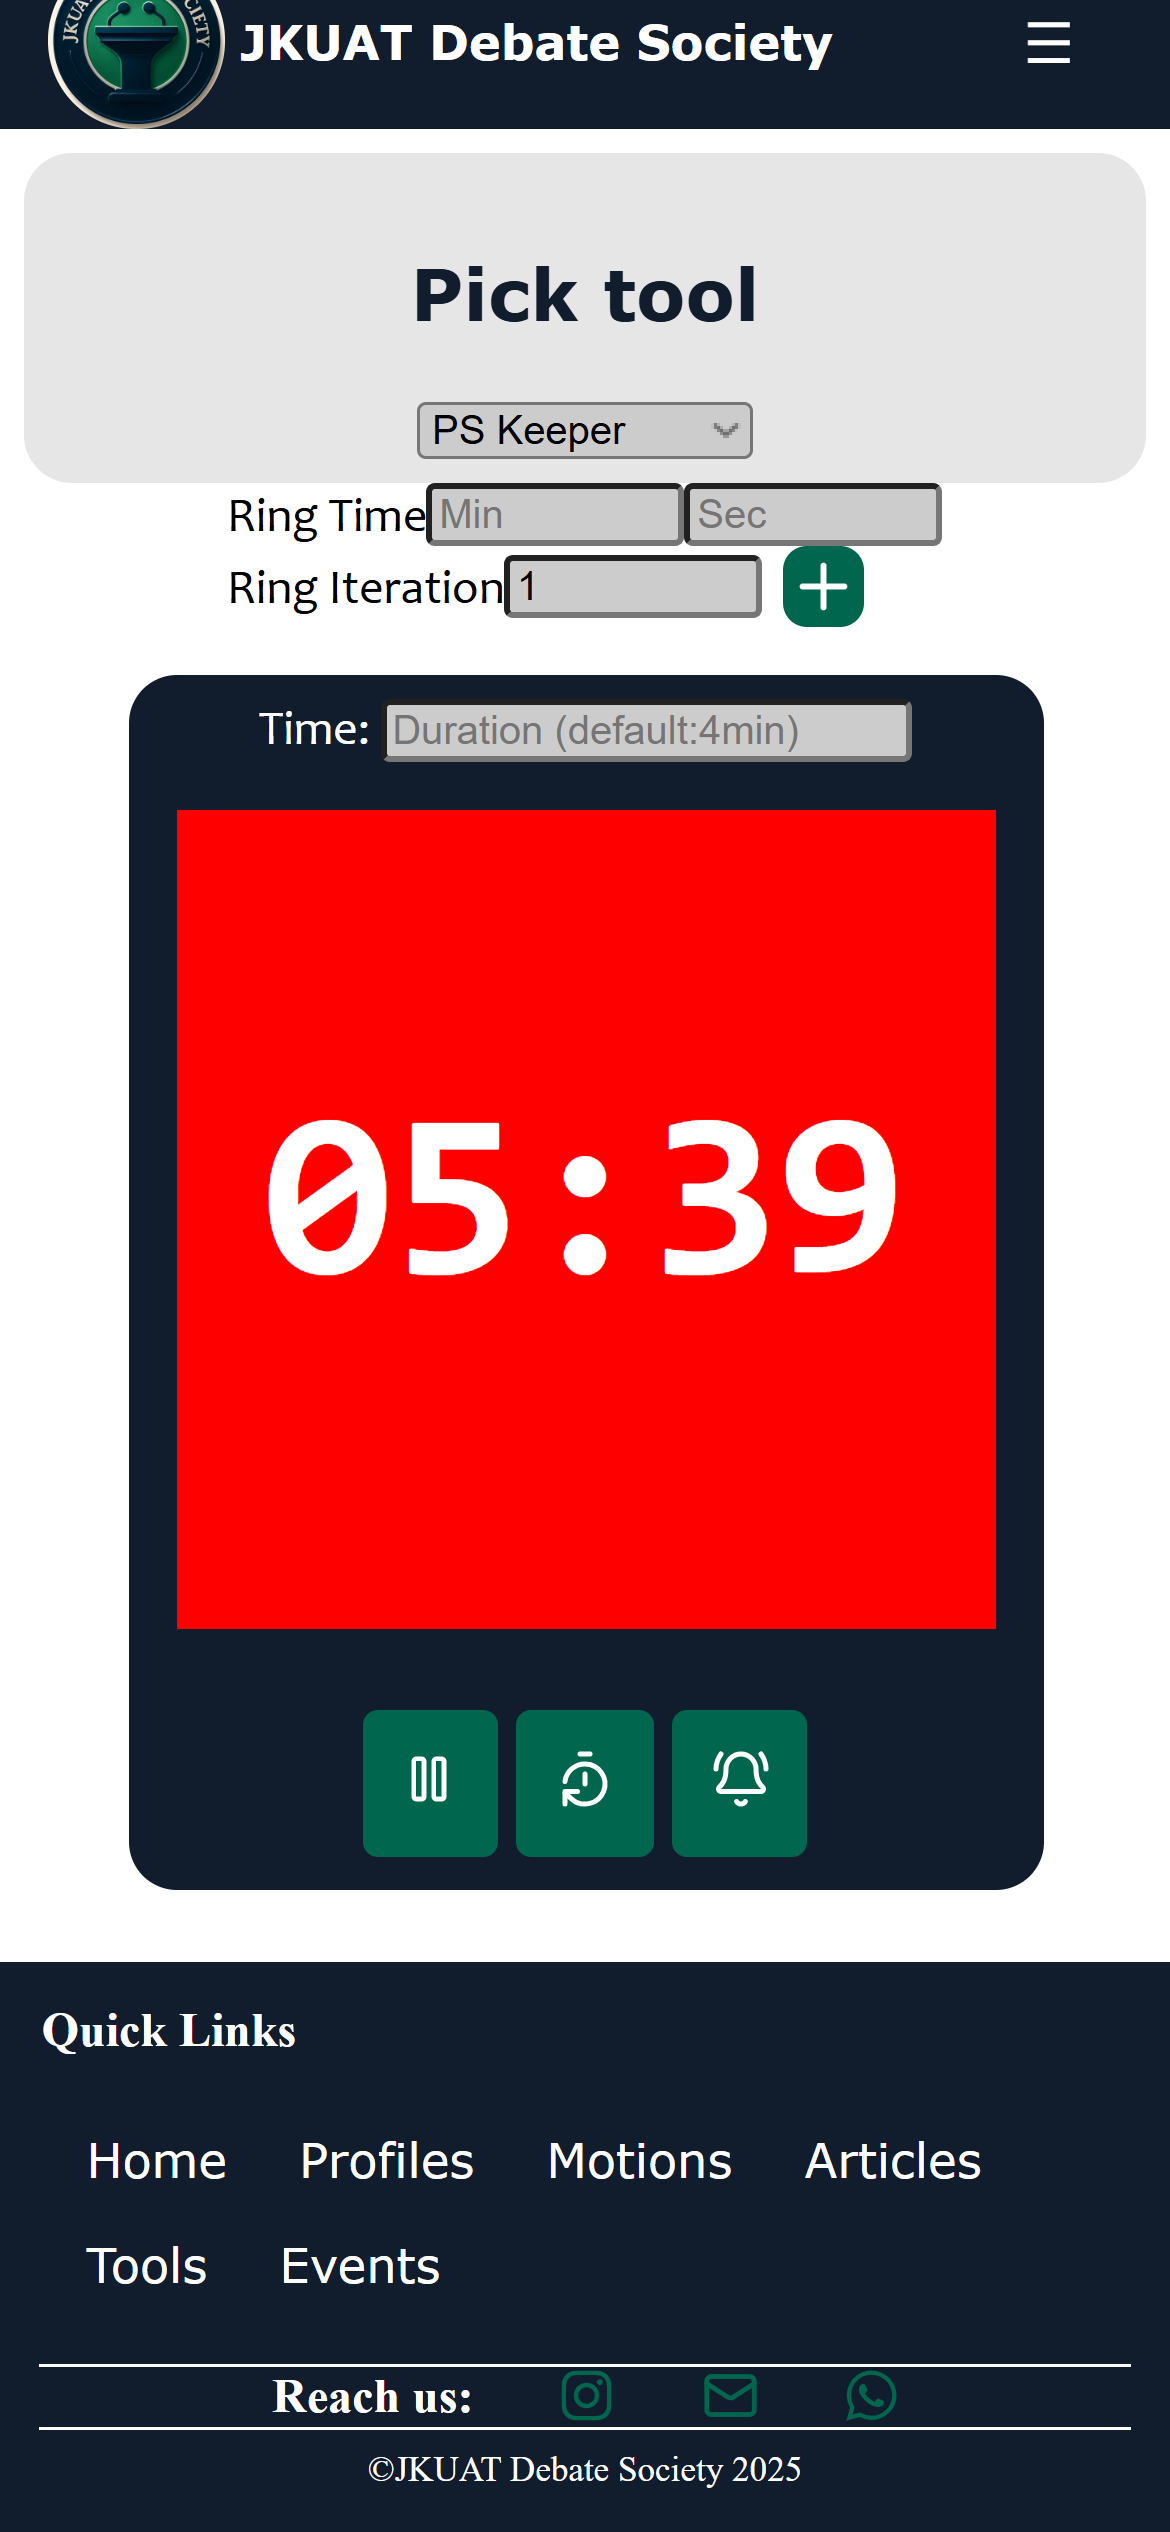 JKUAT Debate Society
Pick tool
PS Keeper
Ring Time Min Sec
Ring Iteration 1
Time: Duration (default:4min)
05:39
Quick Links
Home Profiles Motions Articles
Tools Events
Reach us:
©JKUAT Debate Society 2025